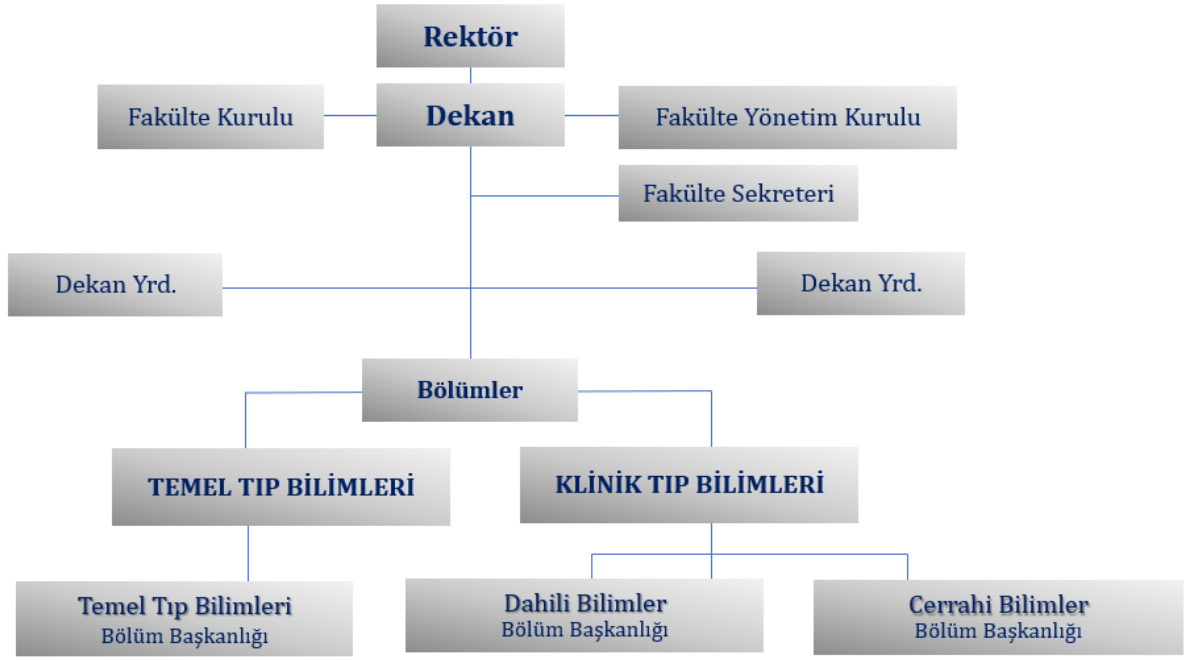 Rektör
Fakülte Kurulu
Dekan
Fakülte Yönetim Kurulu
Fakülte Sekreteri
Dekan Yrd.
Dekan Yrd.
Bölümler
TEMEL TIP BİLİMLERİ
KLİNİK TIP BİLİMLERİ
Temel Tıp Bilimleri
Bölüm Başkanlığı
Dahili Bilimler
Bölüm Başkanlığı
Cerrahi Bilimler
Bölüm Başkanlığı